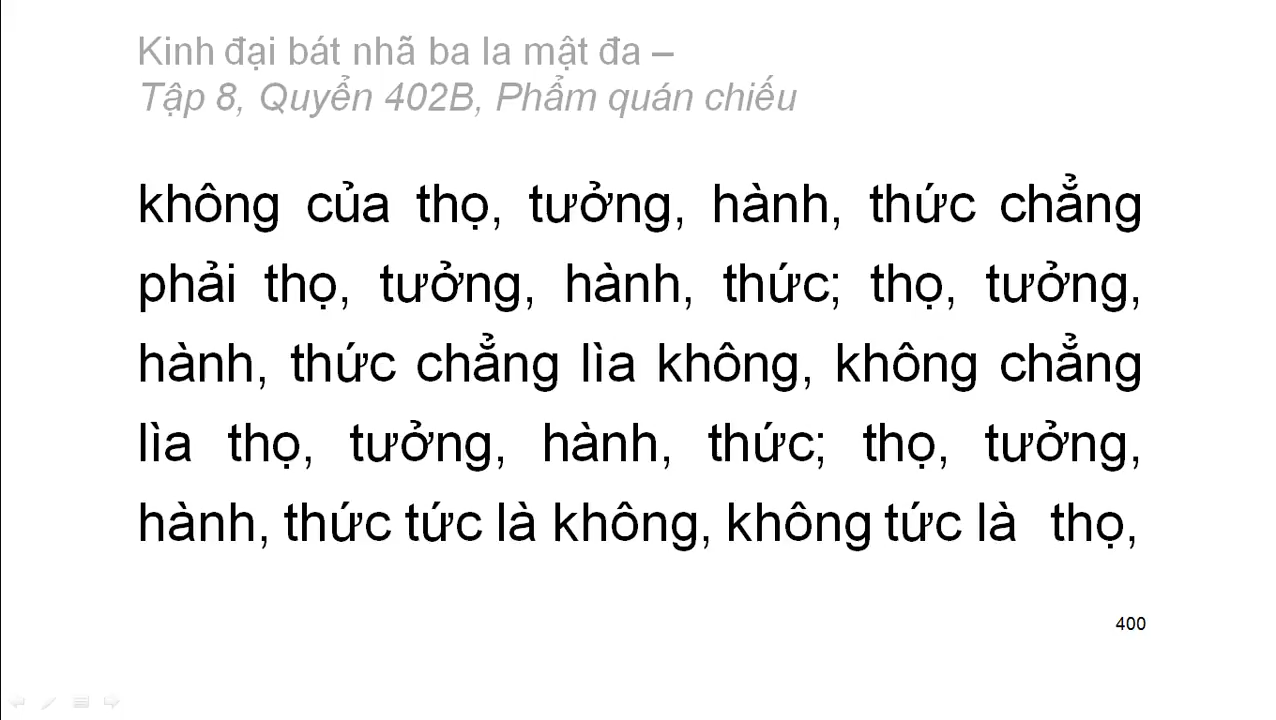 Kinh đại bát nhã ba la mật đa –
Tập 8, Quyển 402B, Phẩm quán chiếu
không của thọ, tưởng, hành, thức chẳng
phải thọ, tưởng, hành, thức; thọ, tưởng,
hành, thức chẳng lìa không, không chẳng
lìa thọ, tưởng, hành, thức; thọ, tưởng,
hành, thức tức là không, không tức là thọ,
400